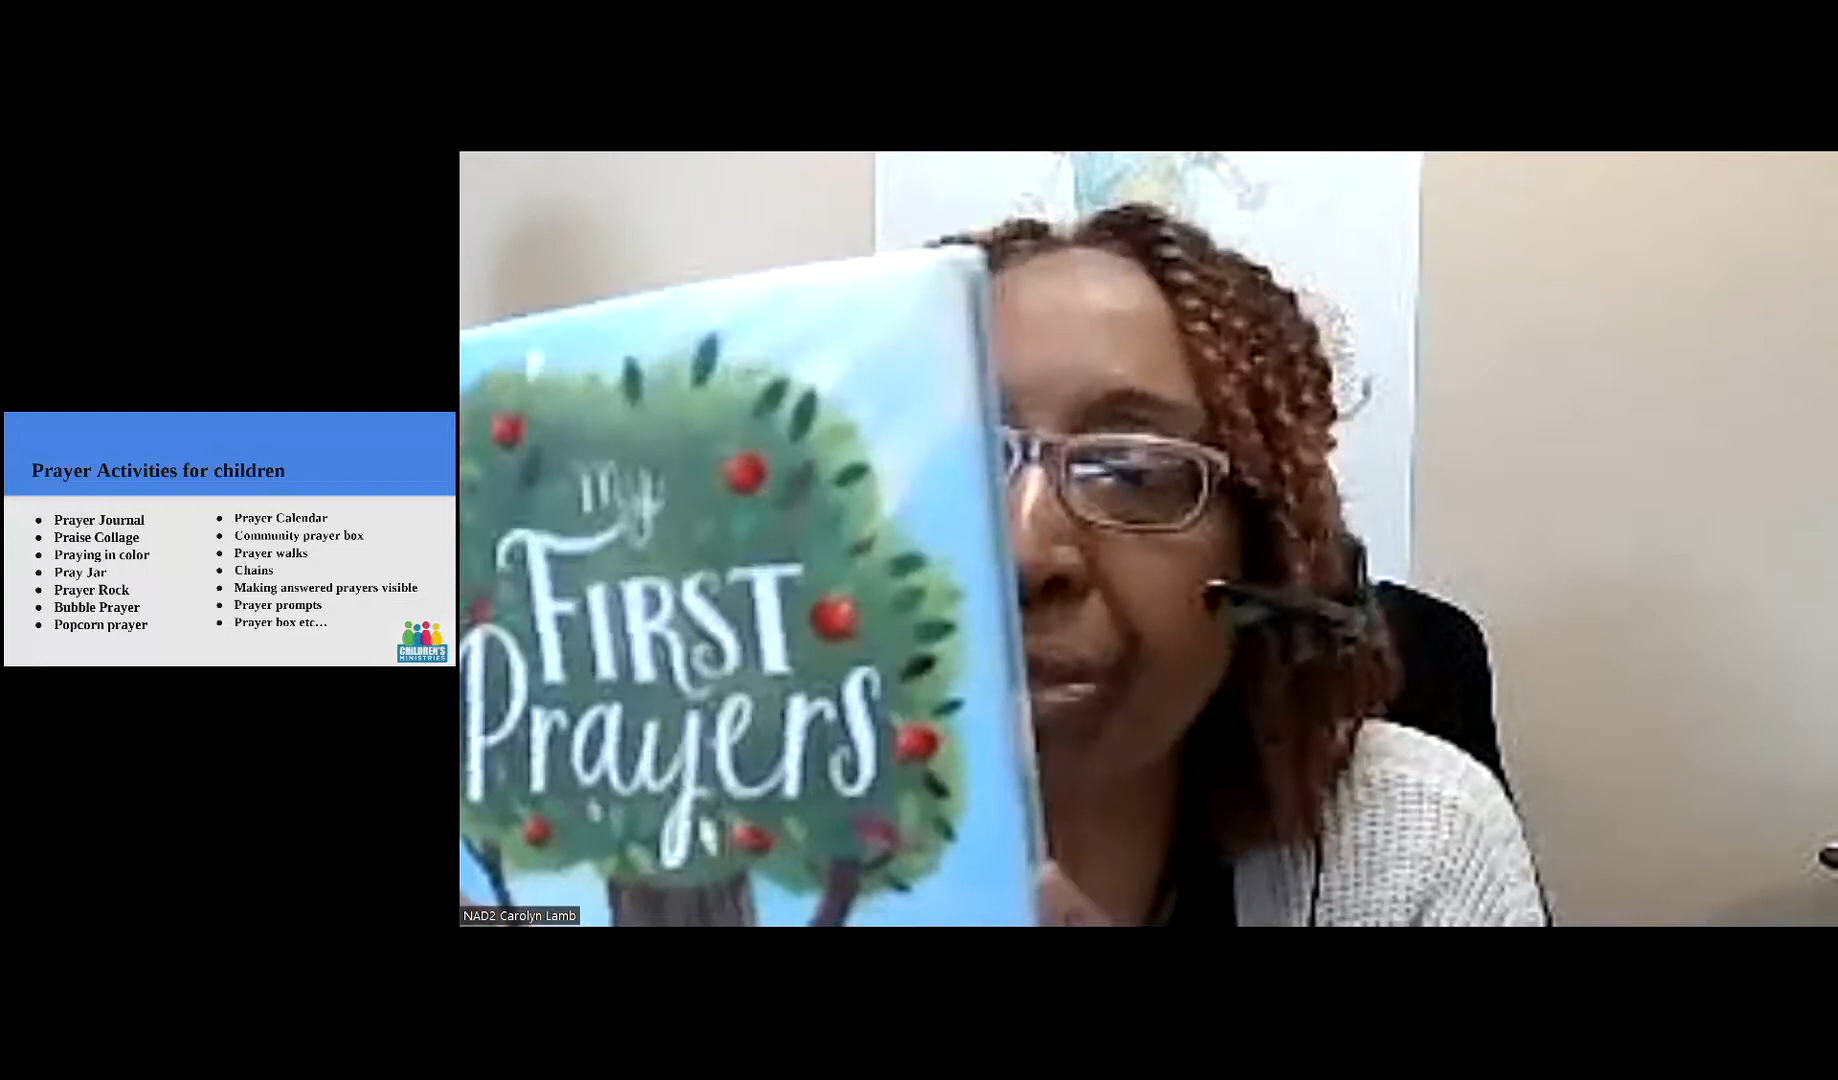 Prayer Activities for children
Prayer Journal
Praise Collage
Praying in color
Pray Jar
Prayer Rock
Bubble Prayer
Popcorn prayer
Prayer Calendar
Community prayer box
Prayer walks
Chains
Making answered prayers visible
Prayer prompts
Prayer box etc...
CHILDREN'S
MINISTRIES
my
FIRST
Prayers
NAD2 Carolyn Lamb